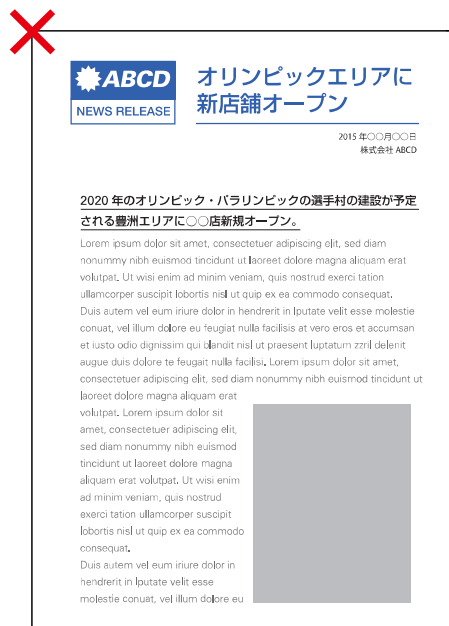 ABCD
NEWS RELEASE
オリンピックエリアに
新店舗オープン
2015 年○○月○○日
株式会社 ABCD
2020 年のオリンピック・パラリンピックの選手村の建設が予定
される豊洲エリアに○○店新規オープン。
Lorem ipsum dolor sit amet, consectetuer adipiscing elit, sed diam
nonummy nibh euismod tincidunt ut laoreet dolore magna aliquam erat
volutpat. Ut wisi enim ad minim veniam, quis nostrud exerci tation
ullamcorper suscipit lobortis nisl ut quip ex ea commodo consequat.
Duis autem vel eum iriure dolor in hendrerit in lputate velit esse molestie
conuat, vel illum dolore eu feugiat nulla facilisis at vero eros et accumsan
et iusto odio dignissim qui blandit nisl ut praesent luptatum zzril delenit
augue duis dolore te feugait nulla facilisi. Lorem ipsum dolor sit amet,
consectetuer adipiscing elit, sed diam nonummy nibh euismod tincidunt ut
laoreet dolore magna aliquam erat
volutpat. Lorem ipsum dolor sit
amet, consectetuer adipiscing elit,
sed diam nonummy nibh euismod
tincidunt ut laoreet dolore magna
aliquam erat volutpat. Ut wisi enim
ad minim veniam, quis nostrud
exerci tation ullamcorper suscipit
lobortis nisl ut quip ex ea commodo
consequat.
Duis autem vel eum iriure dolor in
hendrerit in lputate velit esse
molestie conuat, vel illum dolore eu